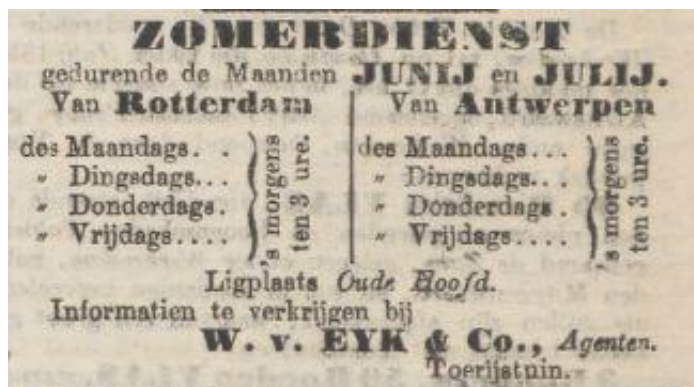 ZOMERDIENST
gedurende de Maanden JUNIJ en JULIJ.
Van Rotterdam
des Maandags. . .
„ Dingsdags. . .
„ Donderdags.
„ Vrijdags. . . .
's morgens
ten 3 ure.
Van Antwerpen
des Maandags. . .
„ Dingsdags. . .
„ Donderdags.
„ Vrijdags. . . .
's morgens
ten 3 ure.
Ligplaats Oude Hoofd.
Informatien te verkrijgen bij
W. v. EYK & Co., Agenten.
Toerijstuin.